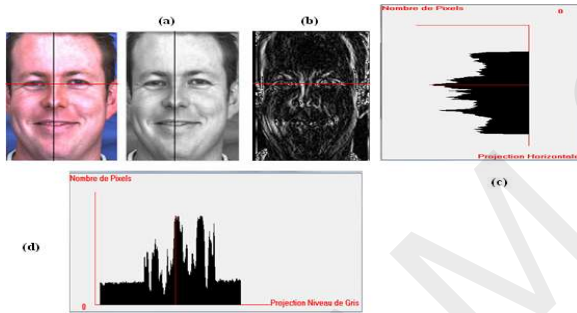 (a)
(b)
Nombre de Pixels
0
Projection Horizontale
(c)
Nombre de Pixels
(d)
0
Projection Niveau de Gris